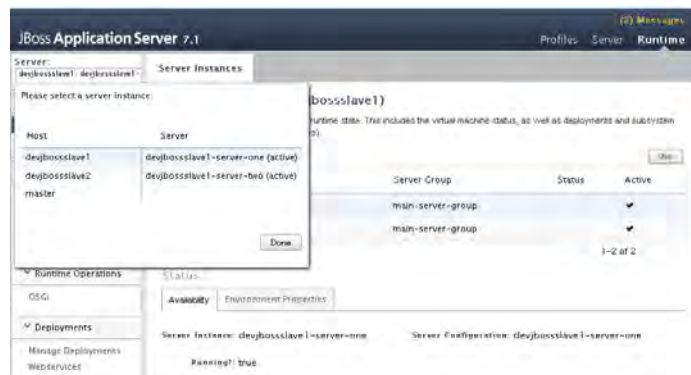 (2) Messages
JBoss Application Server 7.1
Profiles Server Runtime
Server:
devjbossslave1: devjbossslave1-
Server Instances
Please select a server instance:
Host Server
devjbossslave1 devjbossslave1-server-one (active)
devjbossslave2 devjbossslave1-server-two (active)
master
Done
jbossslave1)
runtime state. This includes the virtual machine status, as well as deployments and subsystem
Server Group Status Active
main-server-group
main-server-group
1-2 of 2
Runtime Operations
OSGi
Deployments
Manage Deployments
Webservices
Status
Availability Environment Properties
Server Instance: devjbossslave1-server-one Server Configuration: devjbossslave1-server-one
Running?: true